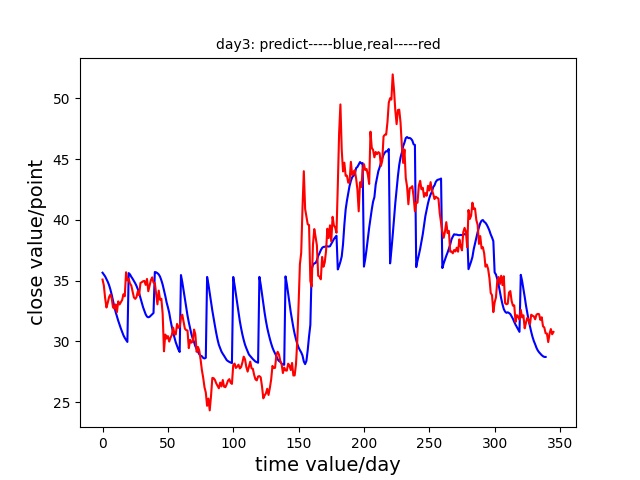 day3: predict-----blue,real-----red
close value/point
50
45
40
35
30
25
0 50 100 150 200 250 300 350
time value/day